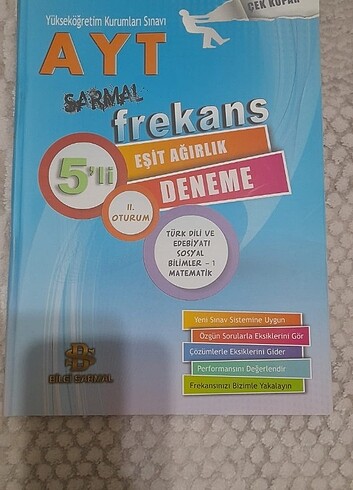 Yükseköğretim Kurumları Sınavı
ÇEK KOPAR
AYT
SARMAL
frekans
5'li
EŞİT AĞIRLIK
DENEME
II.
OTURUM
TÜRK DİLİ VE
EDEBİYATI
SOSYAL
BİLİMLER - 1
MATEMATİK
Yeni Sınav Sistemine Uygun
Özgün Sorularla Eksiklerini Gör
Çözümlerle Eksiklerini Gider
Performansını Değerlendir
Frekansınızı Bizimle Yakalayın
BİLGİ SARMAL